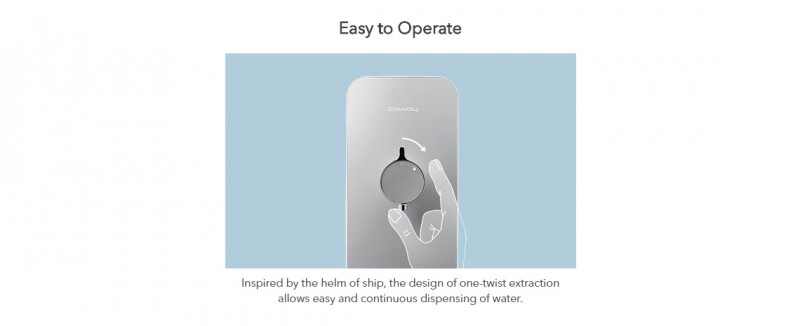 Easy to Operate
coway
Inspired by the helm of ship, the design of one-twist extraction
allows easy and continuous dispensing of water.